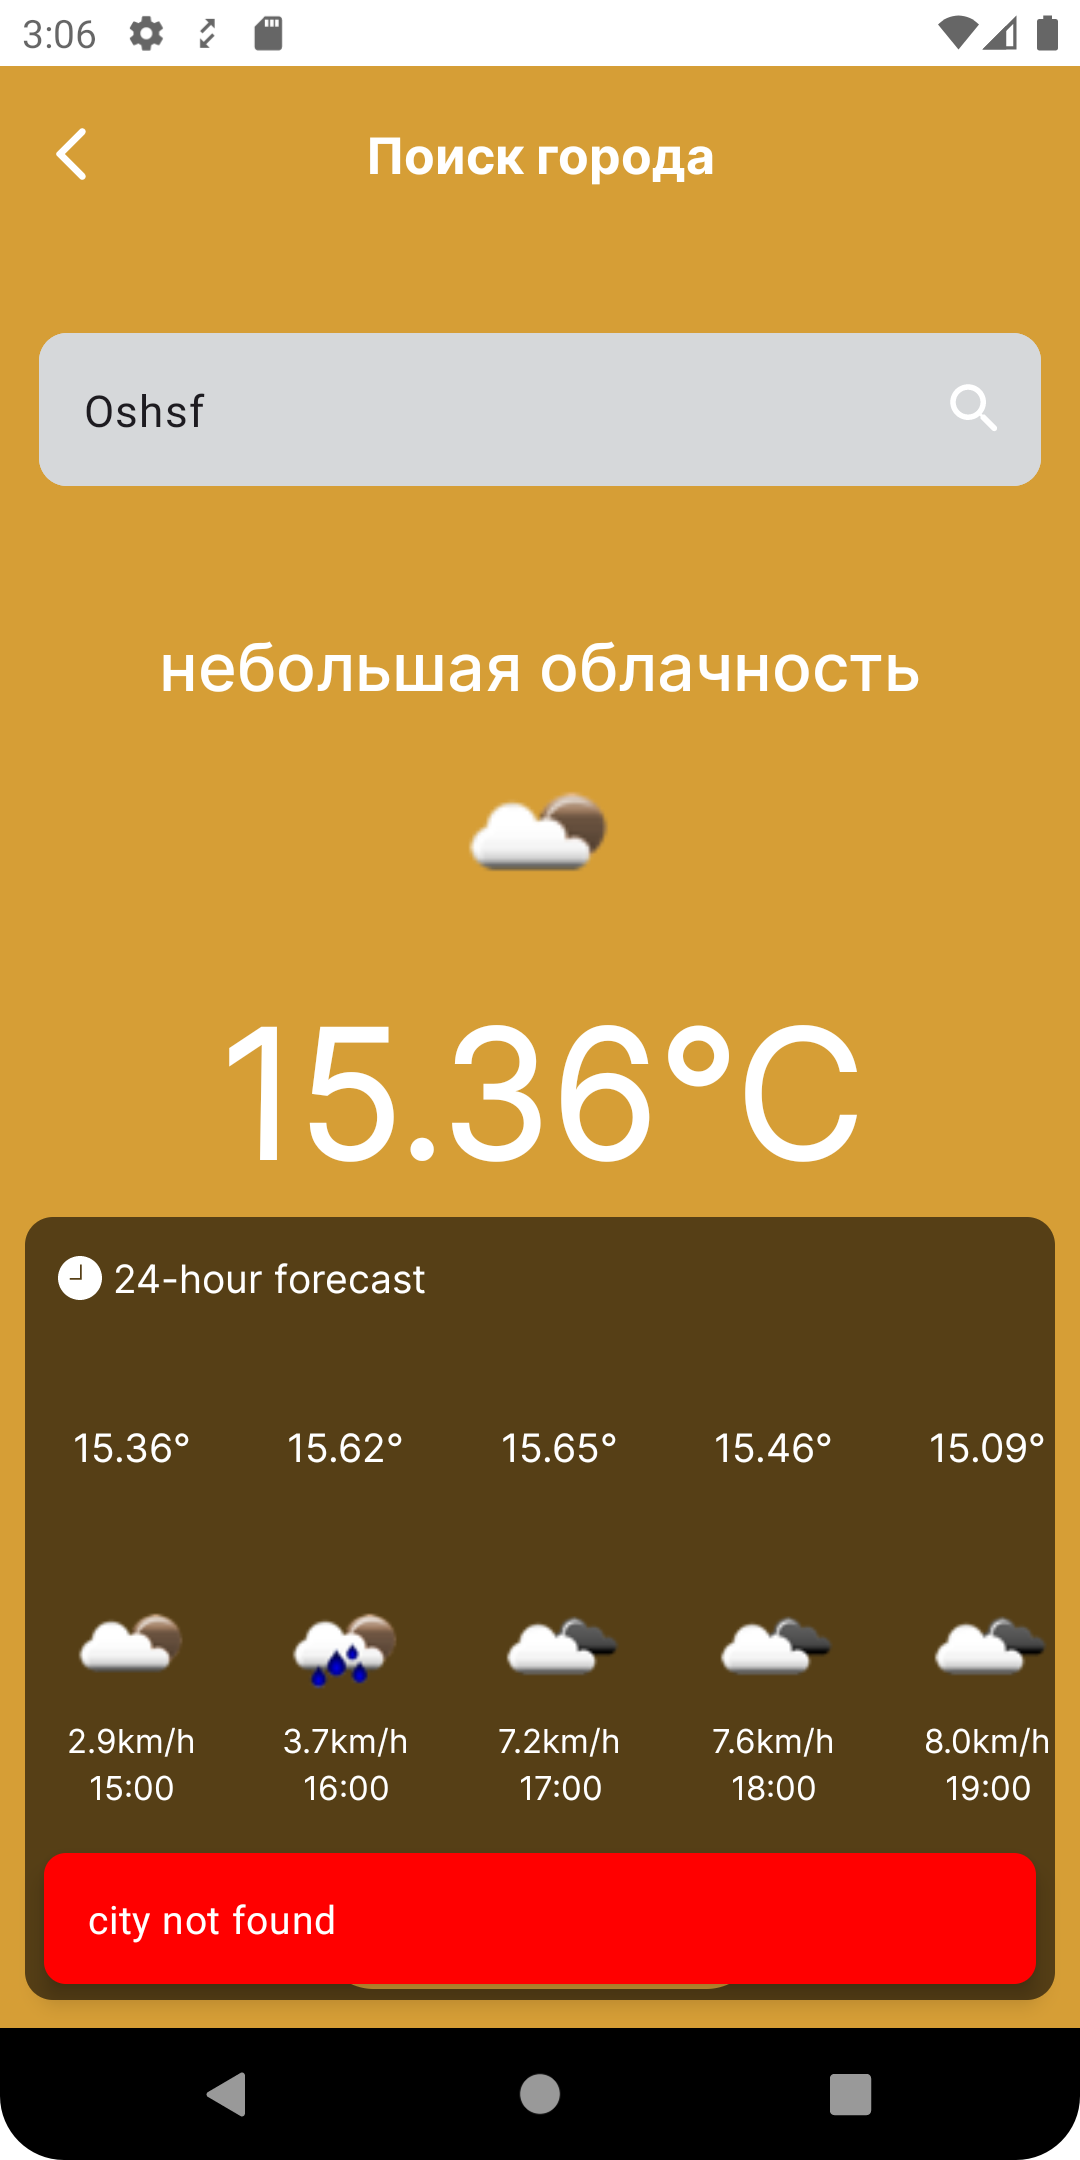 3:06
Поиск города
Oshsf
небольшая облачность
15.36°C
24-hour forecast
15.36° 15.62° 15.65° 15.46° 15.09°
2.9km/h 3.7km/h 7.2km/h 7.6km/h 8.0km/h
15:00 16:00 17:00 18:00 19:00
city not found